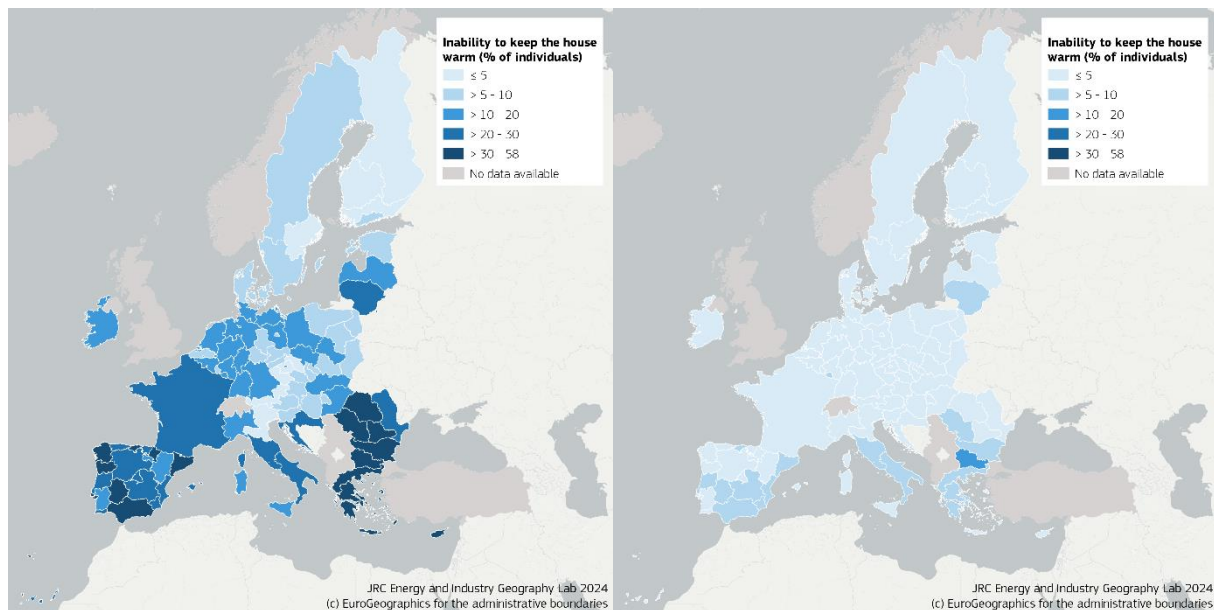 Inability to keep the house
warm (% of individuals)
≤ 5
> 5 - 10
> 10 20
> 20 - 30
> 30 58
No data available
JRC Energy and Industry Geography Lab 2024
(c) EuroGeographics for the administrative boundaries
Inability to keep the house
warm (% of individuals)
≤ 5
> 5 - 10
> 10 20
> 20 - 30
> 30 58
No data available
JRC Energy and Industry Geography Lab 2024
(c) EuroGeographics for the administrative boundaries